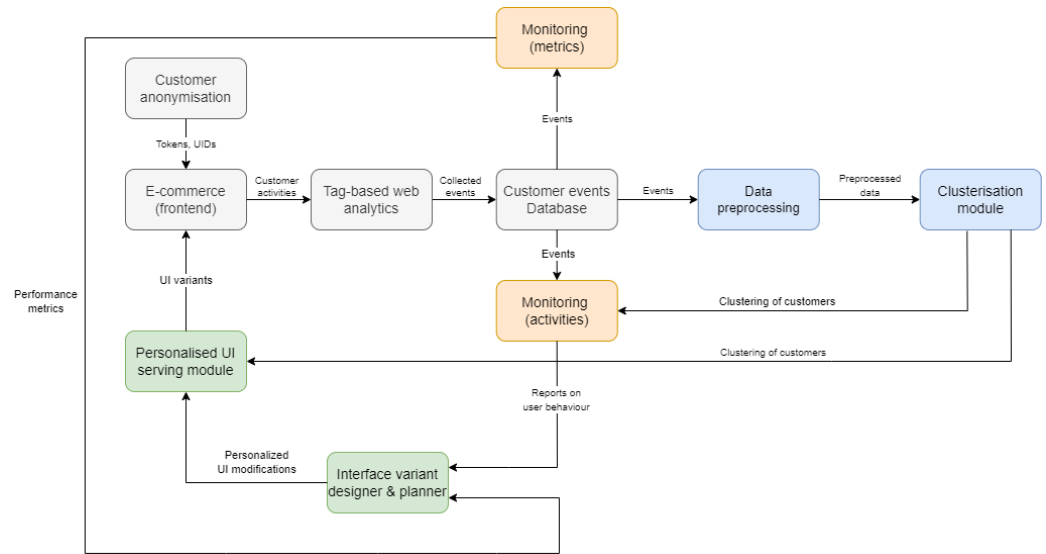 Monitoring
(metrics)
Customer
anonymisation
Events
Tokens, UIDs
E-commerce
(frontend)
Customer
activities
Tag-based web
analytics
Collected
events
Customer events
Database
Events
Data
preprocessing
Preprocessed
data
Clusterisation
module
Events
UI variants
Performance
metrics
Monitoring
(activities)
Clustering of customers
Personalised UI
serving module
Clustering of customers
Reports on
user behaviour
Personalized
UI modifications
Interface variant
designer & planner